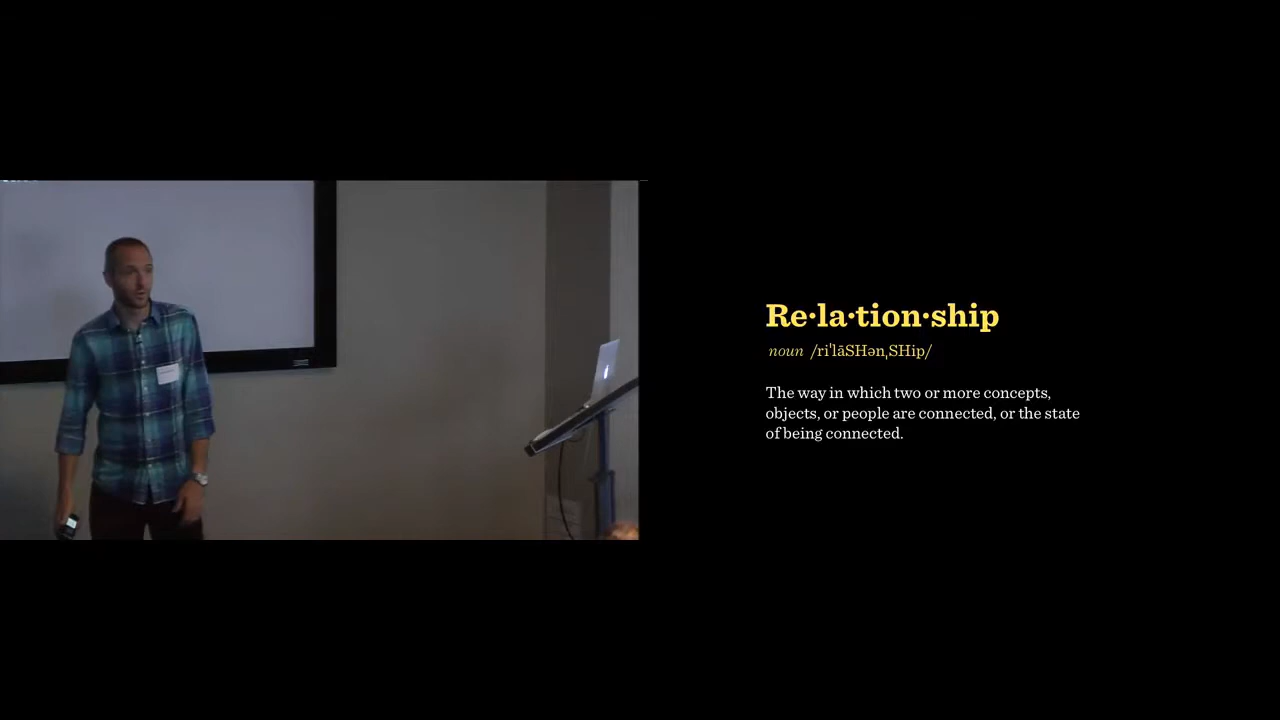 Re·la·tion·ship
noun /riˈlāSHənˌSHip/
The way in which two or more concepts,
objects, or people are connected, or the state
of being connected.